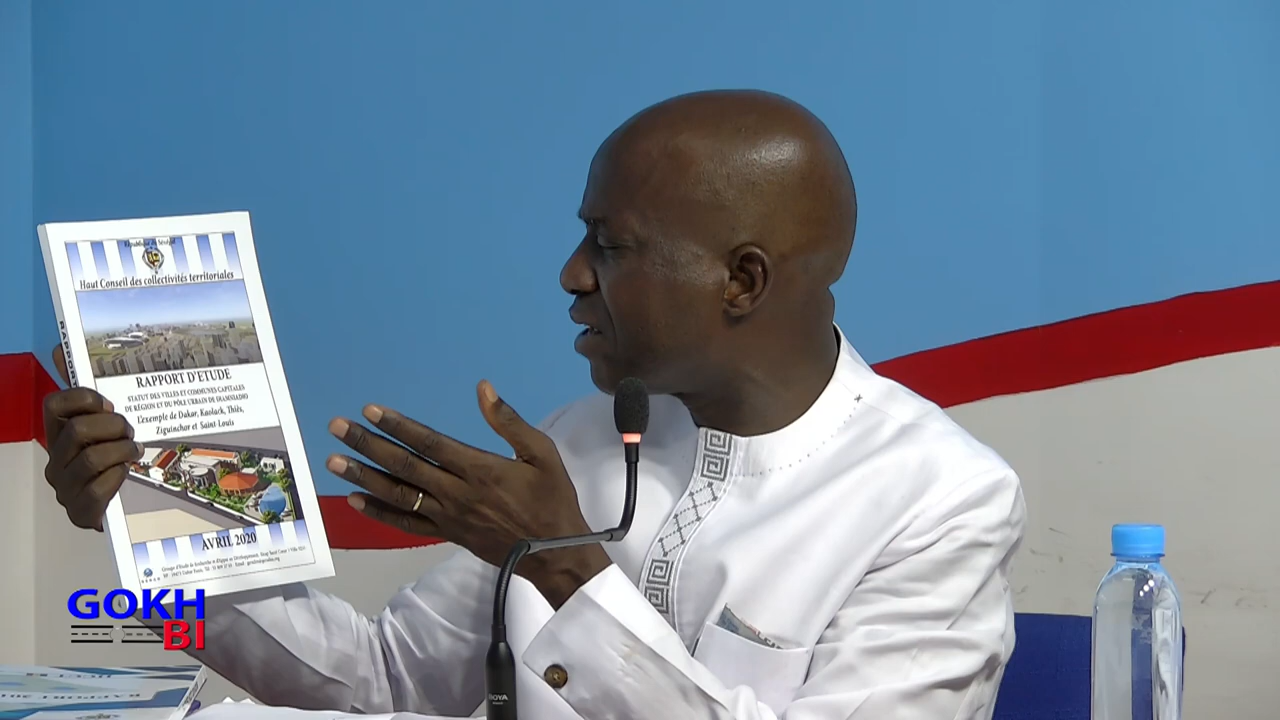 République du Sénégal
Haut Conseil des collectivités territoriales
RAPPORT
RAPPORT D'ETUDE
STATUT DES VILLES ET COMMUNES CAPITALES
DE RÉGION ET DU PÔLE URBAIN DE DIAMNIADIO
L'exemple de Dakar, Kaolack, Thiès,
Ziguinchor et Saint-Louis
AVRIL 2020
GOKH
BI
BOYA